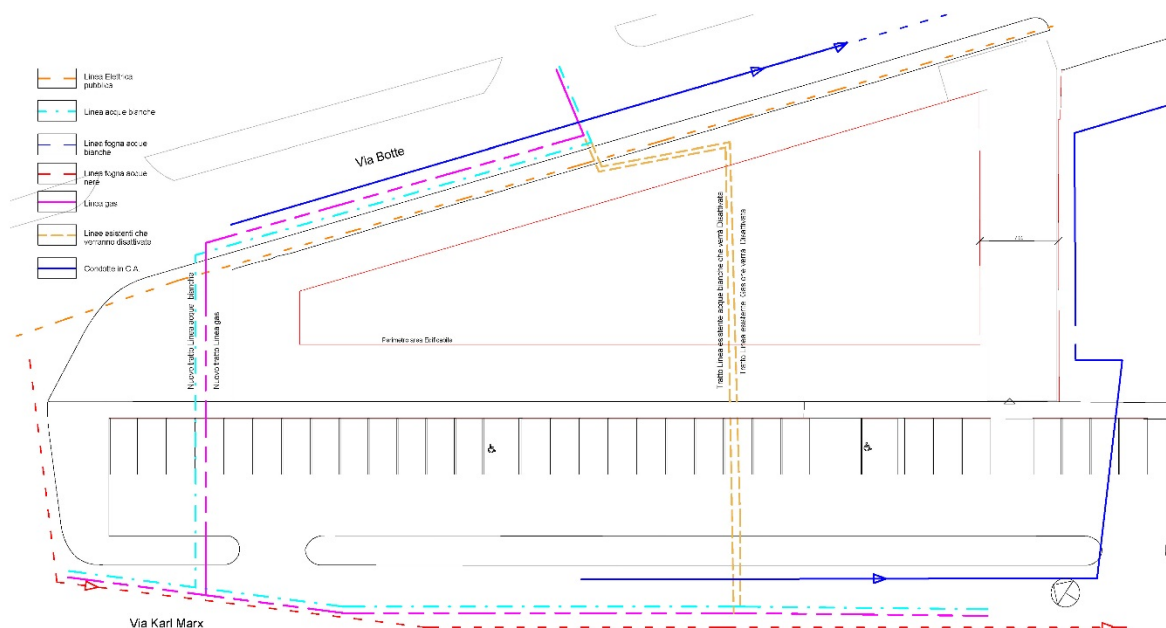 Linea Elettrica
pubblica
Linea acque bianche
Linea fogna acque
bianche
Linea fogna acque
nere
Linea gas
Linee esistenti che
verranno disattivate
Condotte in C.A.
Via Botte
Nuovo tratto Linea acque bianche
Nuovo tratto Linea gas
Tratto Linea esistente acque bianche che verrà Disattivata
Tratto Linea esistente Gas che verrà Disattivata
Perimetro area Edificabile
Via Karl Marx